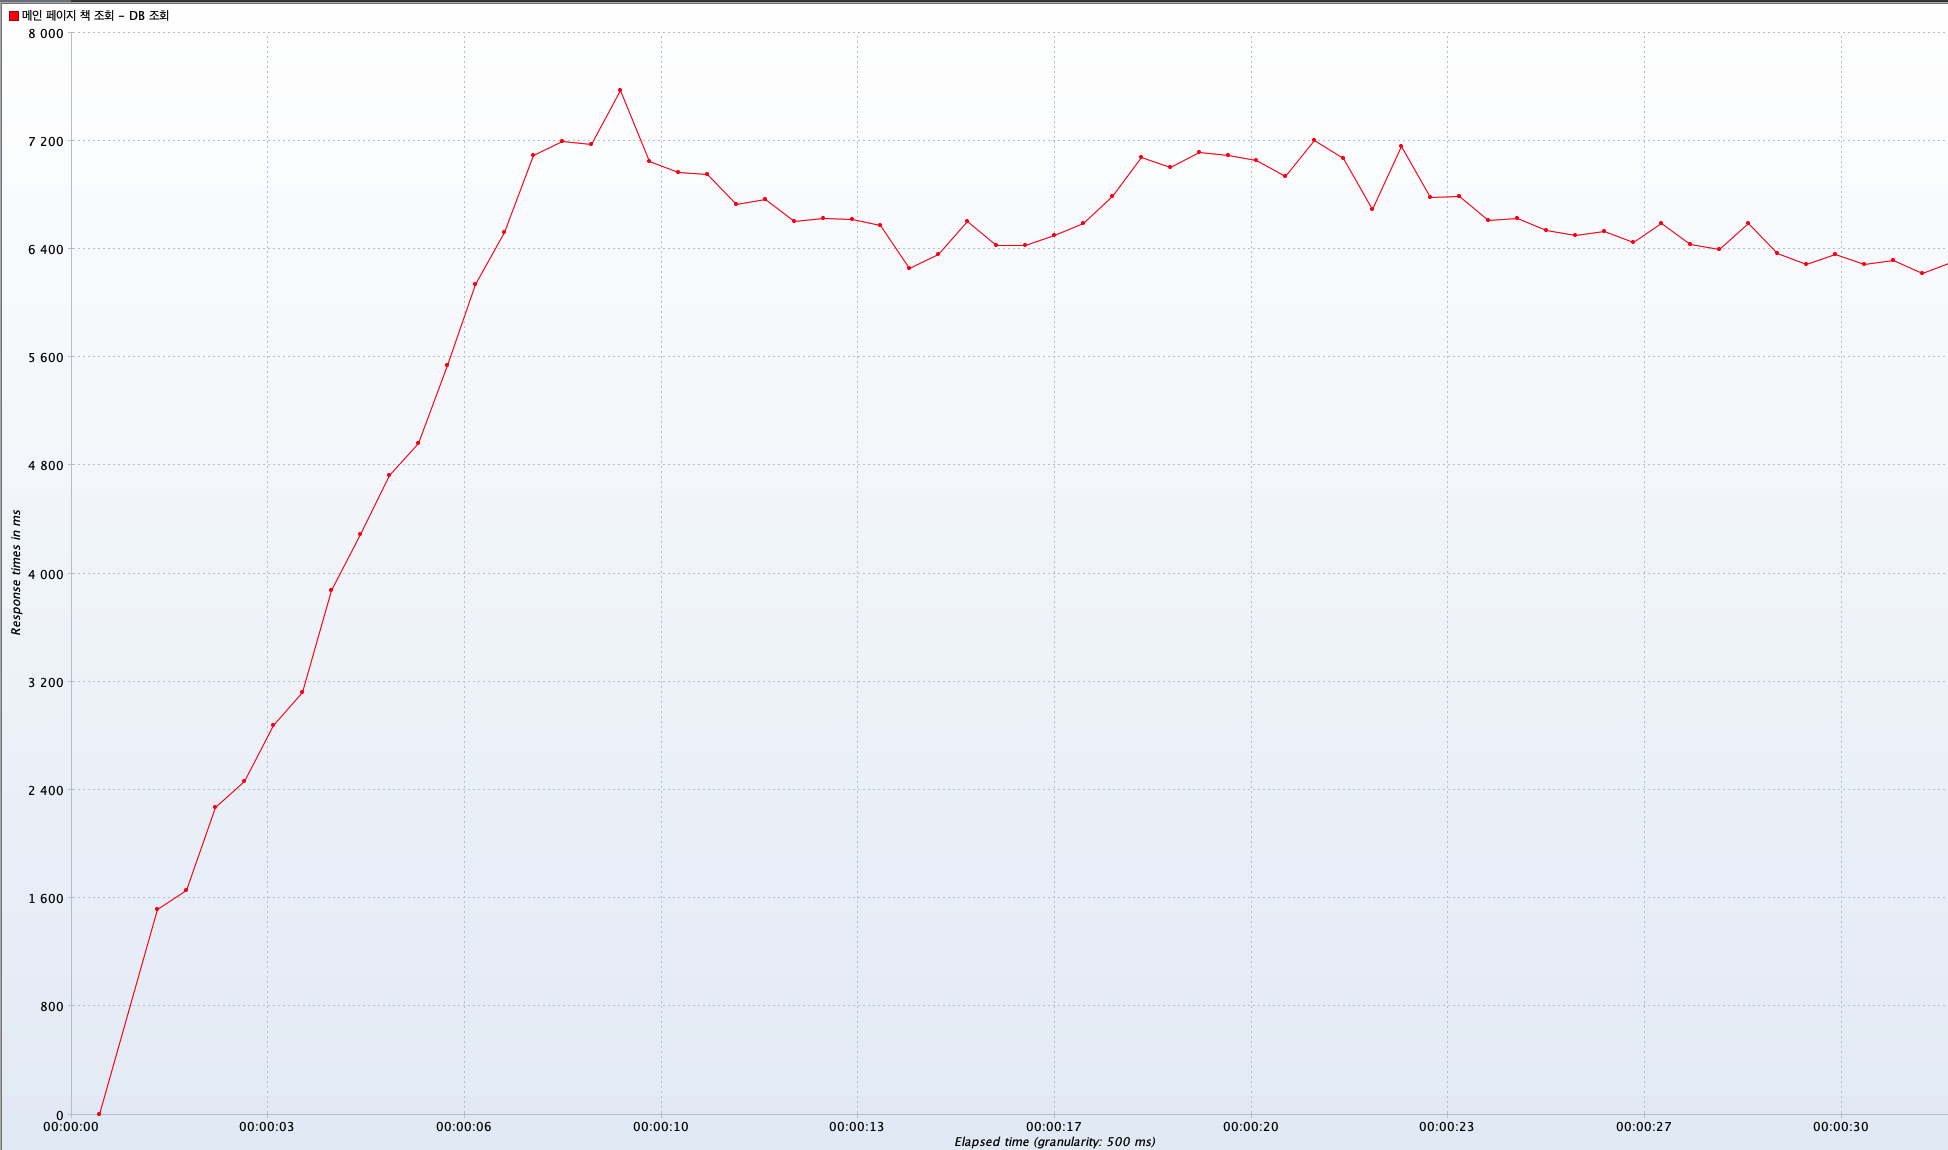 메인 페이지 책 조회 – DB 조회
8 000
7 200
6 400
5 600
4 800
4 000
3 200
2 400
1 600
800
0
Response times in ms
00:00:00 00:00:03 00:00:06 00:00:10 00:00:13 00:00:17 00:00:20 00:00:23 00:00:27 00:00:30
Elapsed time (granularity: 500 ms)